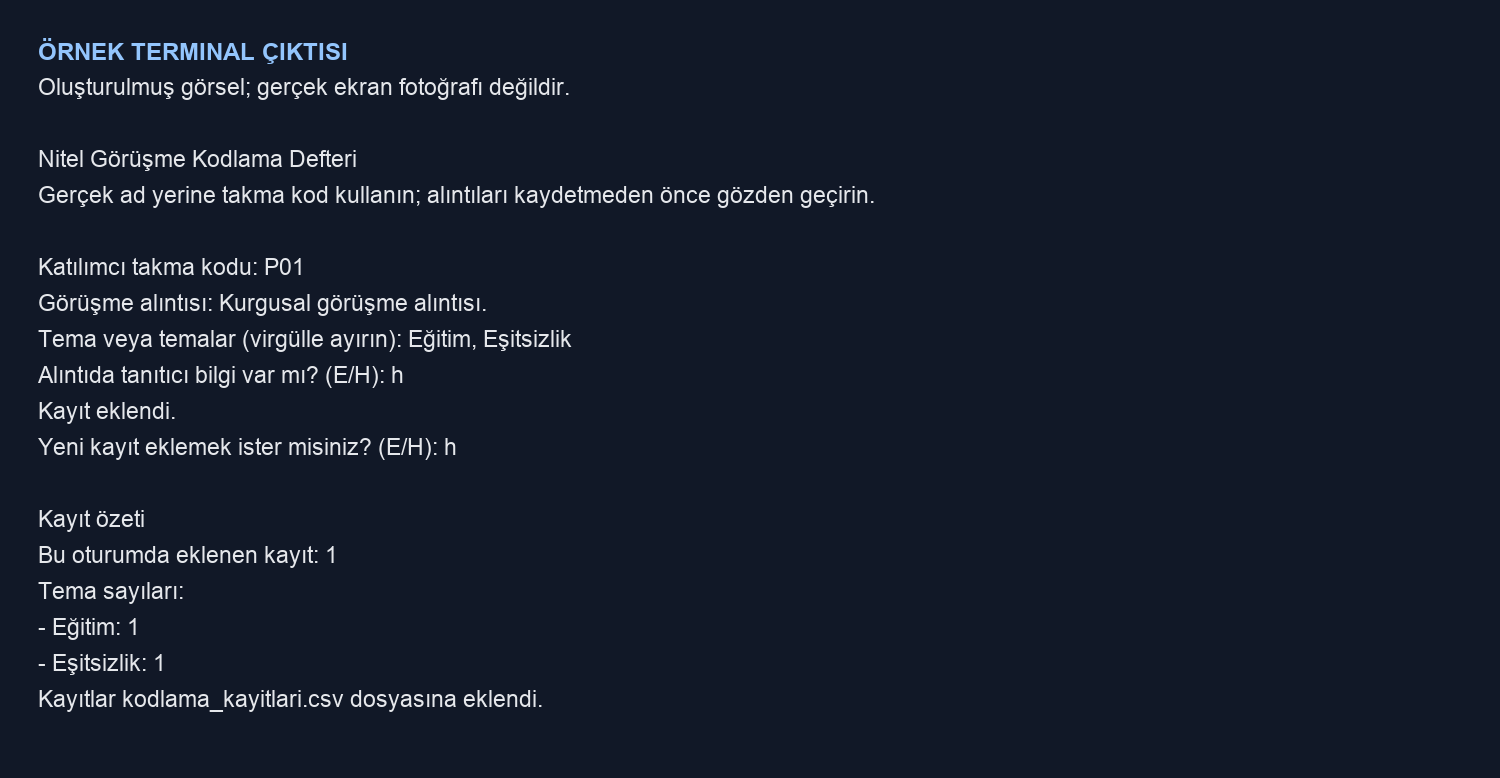 ÖRNEK TERMINAL ÇIKTISI
Oluşturulmuş görsel; gerçek ekran fotoğrafı değildir.
Nitel Görüşme Kodlama Defteri
Gerçek ad yerine takma kod kullanın; alıntıları kaydetmeden önce gözden geçirin.
Katılımcı takma kodu: P01
Görüşme alıntısı: Kurgusal görüşme alıntısı.
Tema veya temalar (virgülle ayırın): Eğitim, Eşitsizlik
Alıntıda tanıtıcı bilgi var mı? (E/H): h
Kayıt eklendi.
Yeni kayıt eklemek ister misiniz? (E/H): h
Kayıt özeti
Bu oturumda eklenen kayıt: 1
Tema sayıları:
- Eğitim: 1
- Eşitsizlik: 1
Kayıtlar kodlama_kayitlari.csv dosyasına eklendi.